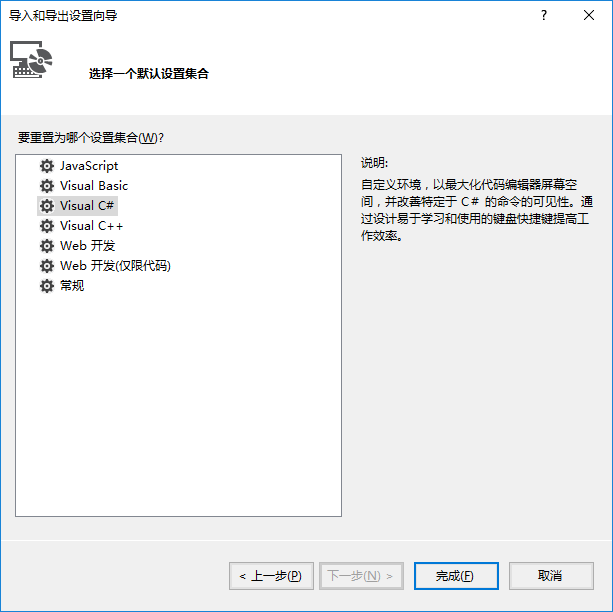 导入和导出设置向导
?
选择一个默认设置集合
要重置为哪个设置集合(W)?
JavaScript
Visual Basic
Visual C#
Visual C++
Web 开发
Web 开发(仅限代码)
常规
说明:
自定义环境，以最大化代码编辑器屏幕空
间，并改善特定于 C# 的命令的可见性。通
过设计易于学习和使用的键盘快捷键提高工
作效率。
< 上一步(P)
下一步(N) >
完成(F)
取消